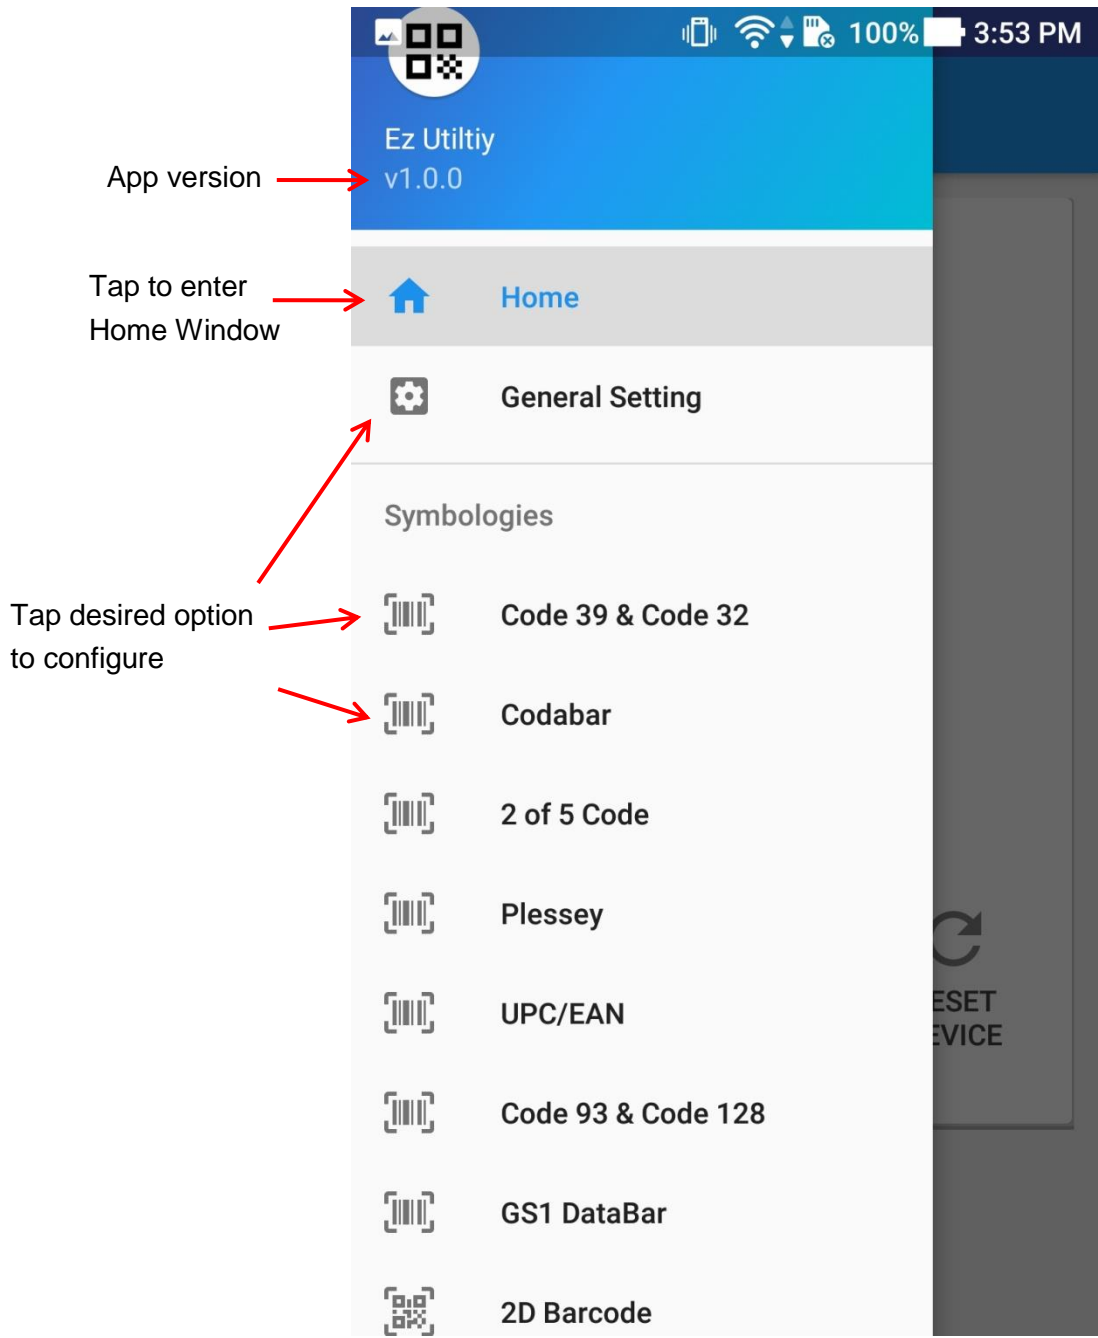 100% 3:53 PM
Ez Utiltiy
v1.0.0
App version
Tap to enter
Home Window
Home
General Setting
Symbologies
Tap desired option
to configure
Code 39 & Code 32
Codabar
2 of 5 Code
Plessey
UPC/EAN
ESET
EVICE
Code 93 & Code 128
GS1 DataBar
2D Barcode